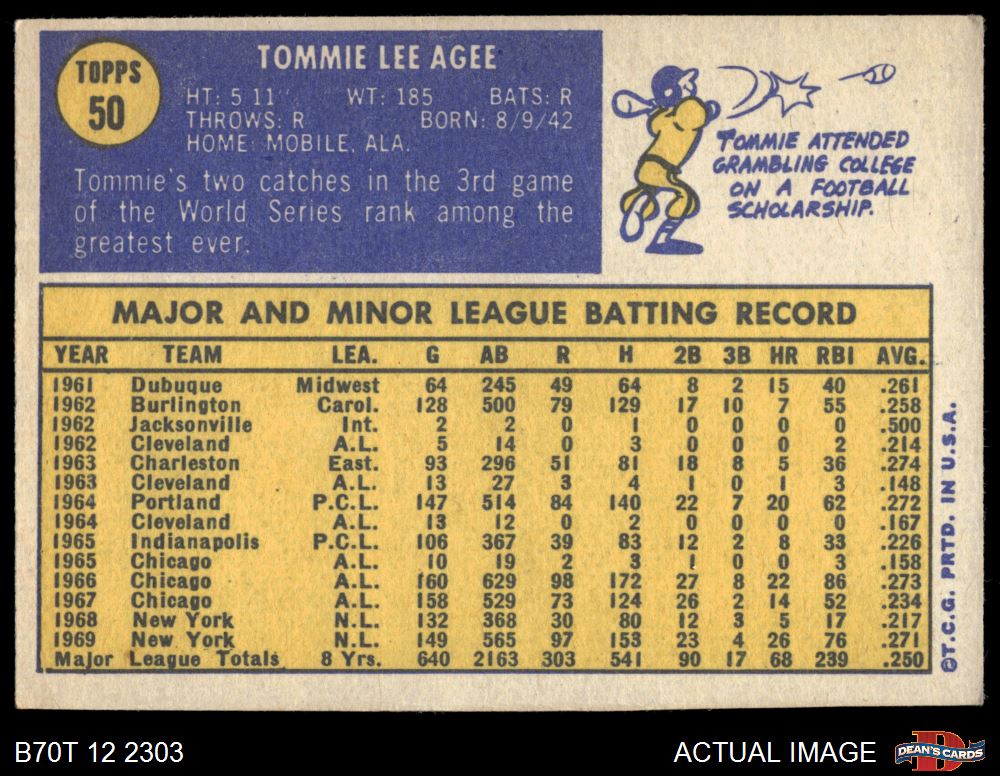 TOPPS
50
TOMMIE LEE AGEE
HT: 5 11" WT: 185 BATS: R
THROWS: R BORN: 8/9/42
HOME: MOBILE, ALA.
Tommie's two catches in the 3rd game
of the World Series rank among the
greatest ever.
TOMMIE ATTENDED
GRAMBLING COLLEGE
ON A FOOTBALL
SCHOLARSHIP.
MAJOR AND MINOR LEAGUE BATTING RECORD
YEAR TEAM LEA. G AB R H 2B 3B HR RBI AVG.
1961 Dubuque Midwest 64 245 49 64 8 2 15 40 .261
1962 Burlington Carol. 128 500 79 129 17 10 7 55 .258
1962 Jacksonville Int. 2 2 0 1 0 0 0 0 .500
1962 Cleveland A.L. 5 14 0 3 0 0 0 2 .214
1963 Charleston East. 93 296 51 81 18 8 5 36 .274
1963 Cleveland A.L. 13 27 3 4 1 0 1 3 .148
1964 Portland P.C.L. 147 514 84 140 22 7 20 62 .272
1964 Cleveland A.L. 13 12 0 2 0 0 0 0 .167
1965 Indianapolis P.C.L. 106 367 39 83 12 2 8 33 .226
1965 Chicago A.L. 10 19 2 3 1 0 0 3 .158
1966 Chicago A.L. 160 629 98 172 27 8 22 86 .273
1967 Chicago A.L. 158 529 73 124 26 2 14 52 .234
1968 New York N.L. 132 368 30 80 12 3 5 17 .217
1969 New York N.L. 149 565 97 153 23 4 26 76 .271
Major League Totals 8 Yrs. 640 2163 303 541 90 17 68 239 .250
©T.C.G. PRTD. IN U.S.A.
B70T 12 2303
ACTUAL IMAGE
DEAN'S CARDS